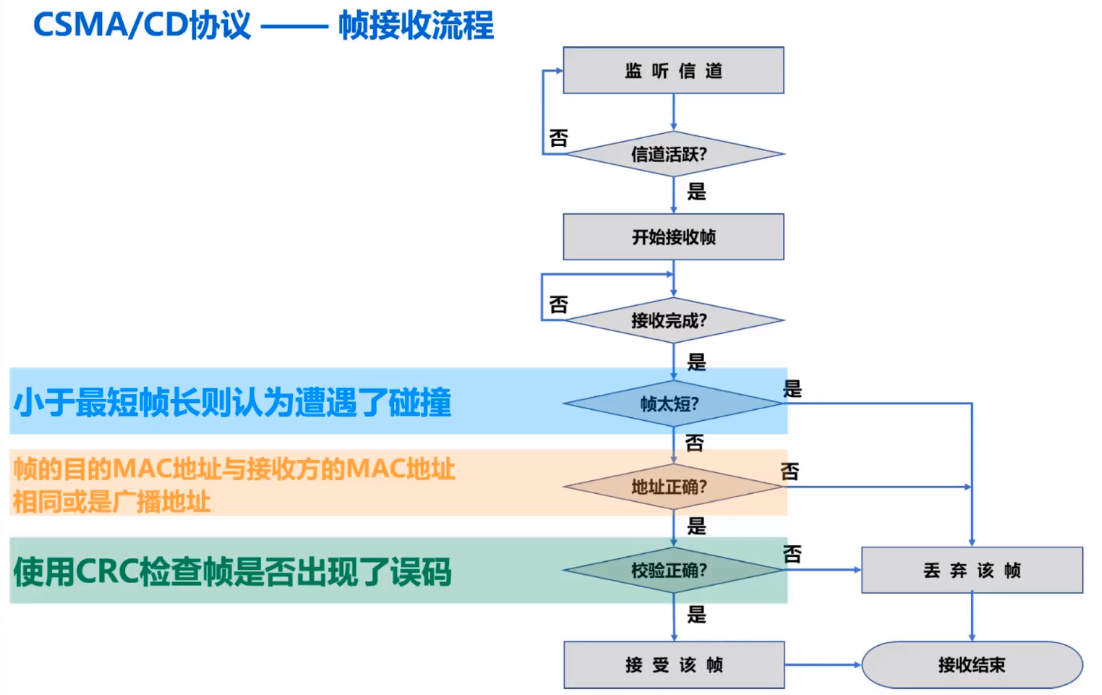 CSMA/CD协议 —— 帧接收流程
监 听 信 道
否
信道活跃？
是
开始接收帧
否
接收完成？
是
小于最短帧长则认为遭遇了碰撞
帧太短？
是
否
帧的目的MAC地址与接收方的MAC地址
相同或是广播地址
地址正确？
否
是
使用CRC检查帧是否出现了误码
校验正确？
否
丢 弃 该 帧
是
接 受 该 帧
接收结束